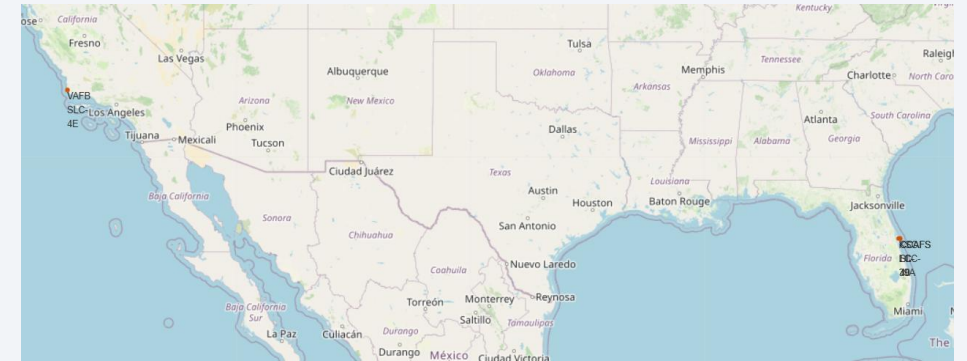 Kentucky
California
ose
Fresno
Las Vegas
Tulsa
Raleigh
Albuquerque
Oklahoma
Memphis
Tennessee
Charlotte
North Caro
VAFB
SLC-
4E
Los Angeles
Arizona
New Mexico
Arkansas
Atlanta
South Carolina
Phoenix
Tijuana
Mexicali
Tucson
Dallas
Mississippi
Alabama
Georgia
Ciudad Juárez
Texas
Louisiana
Baja California
Austin
Houston
Baton Rouge
Jacksonville
Sonora
San Antonio
Chihuahua
Florida
Coahuila
Nuevo Laredo
Baja California
Sur
Torreón
Monterrey
Reynosa
Miami
Saltillo
Tamaulipas
La Paz
Culiacán
Durango
The
Durango
México
Ciudad Victoria